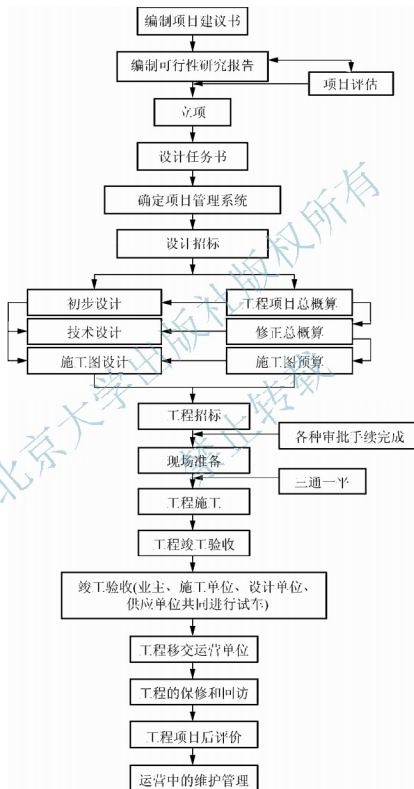 编制项目建议书
编制可行性研究报告
项目评估
立项
设计任务书
确定项目管理系统
设计招标
初步设计
工程项目总概算
技术设计
修正总概算
施工图设计
施工图预算
工程招标
各种审批手续完成
现场准备
三通一平
工程施工
工程竣工验收
竣工验收(业主、施工单位、设计单位、
供应单位共同进行试车)
工程移交运营单位
工程的保修和回访
工程项目后评价
运营中的维护管理
北京大学出版社版权所有
禁止转载